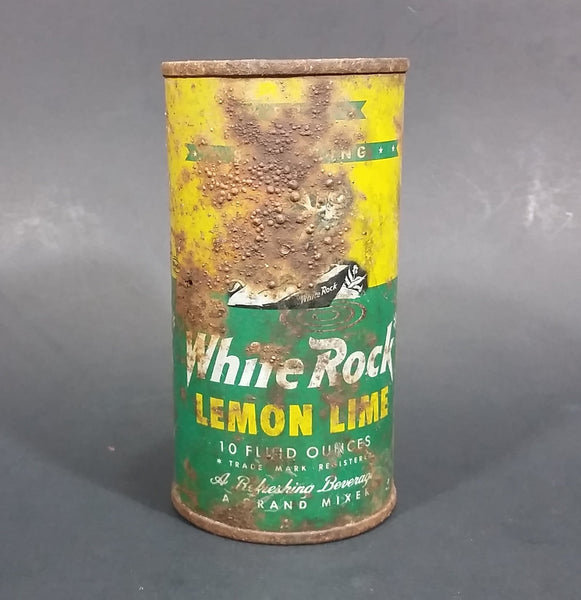 White Rock
White Rock
LEMON LIME
10 FLUID OUNCES
* TRADE MARK REGISTERED
A Refreshing Beverage
A GRAND MIXER